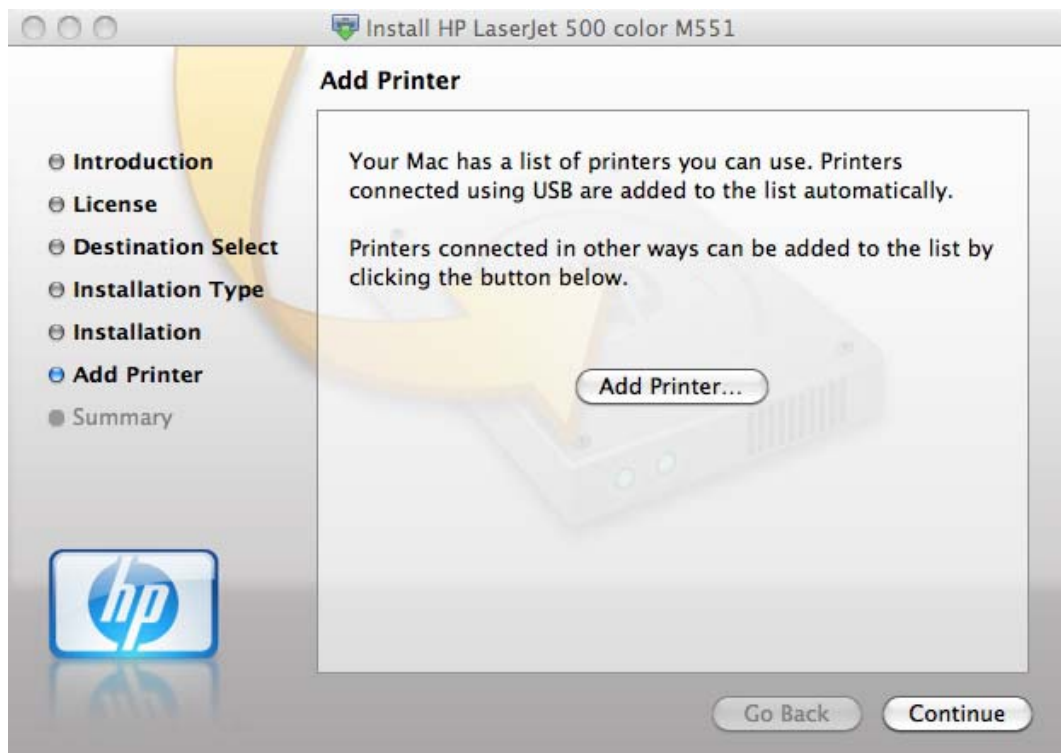 Install HP LaserJet 500 color M551
Add Printer
Introduction
License
Destination Select
Installation Type
Installation
Add Printer
Summary
Your Mac has a list of printers you can use. Printers
connected using USB are added to the list automatically.
Printers connected in other ways can be added to the list by
clicking the button below.
Add Printer...
hp
Go Back
Continue